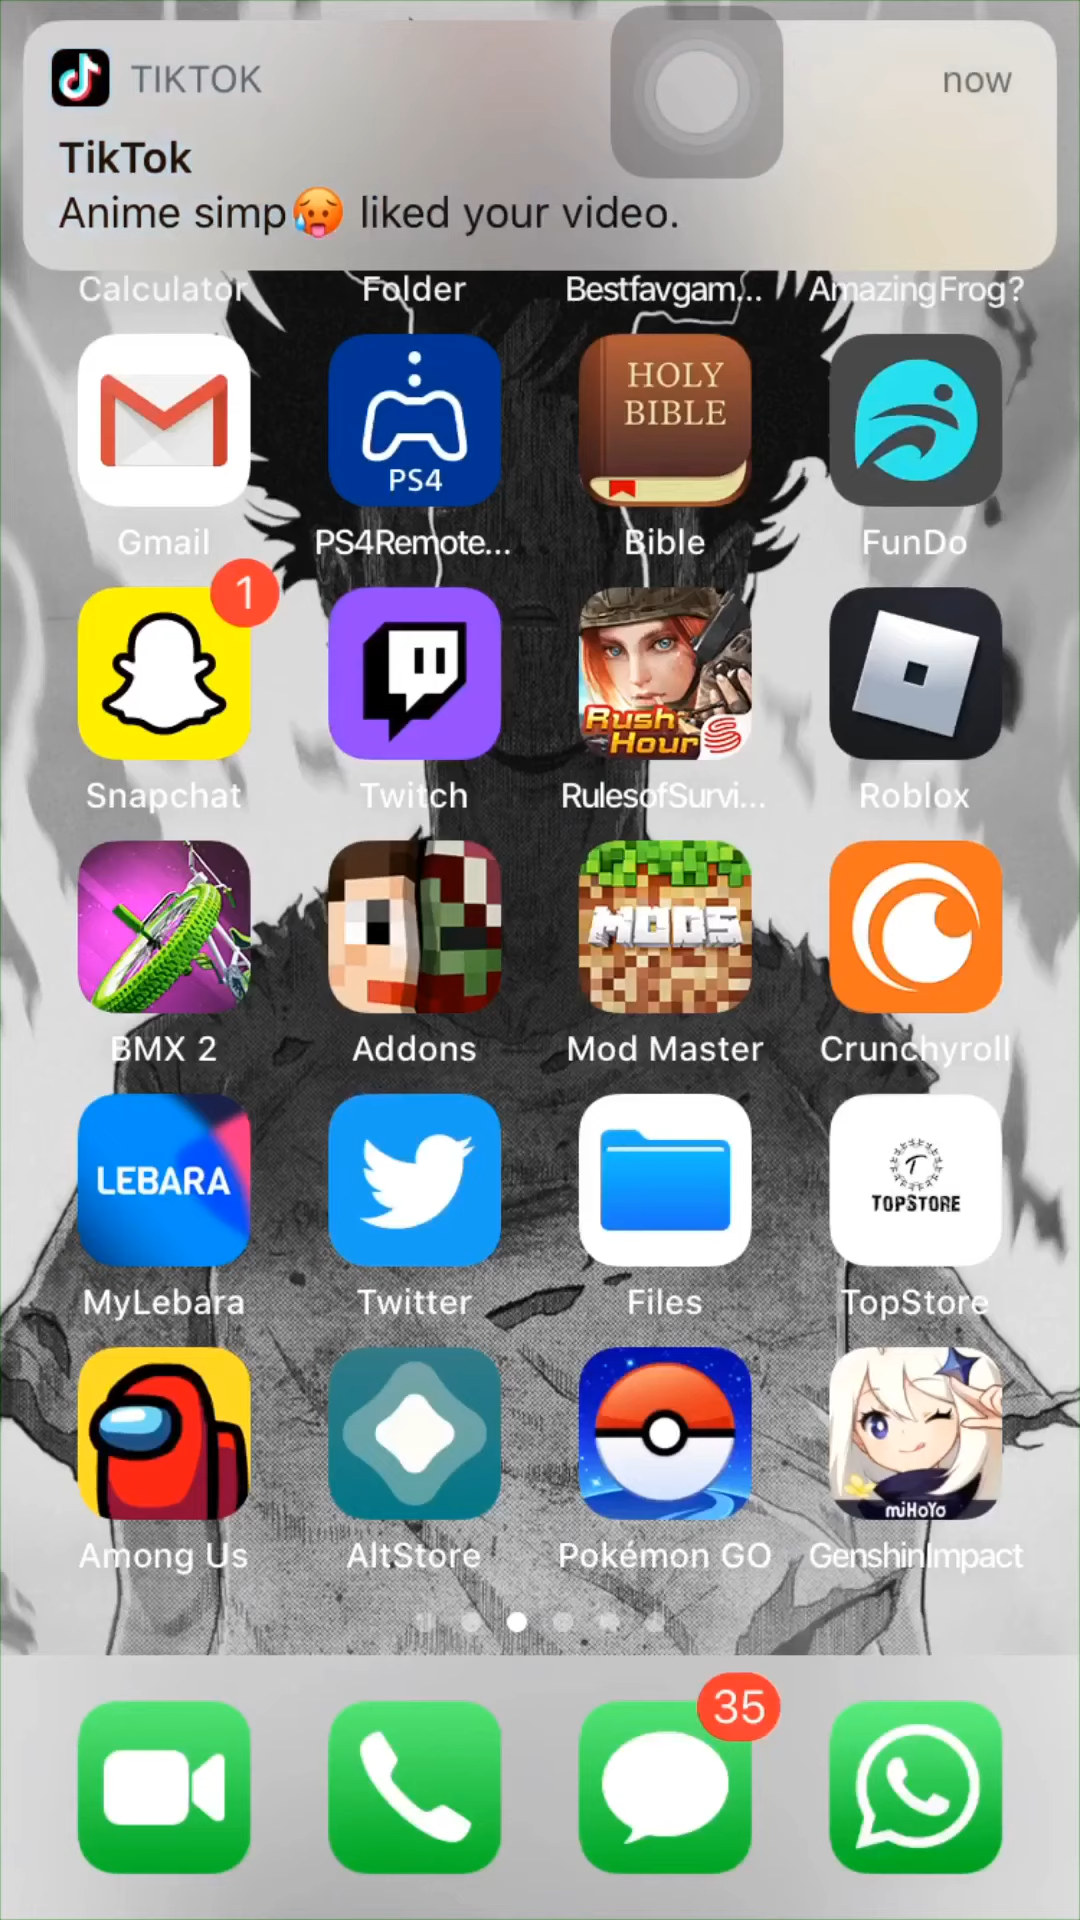 TIKTOK now
TikTok
Anime simp🥵 liked your video.
Calculator Folder Bestfavgam... AmazingFrog?
HOLY
BIBLE
PS4
Gmail PS4Remote... Bible FunDo
1
Rush
Hour
Snapchat Twitch RulesofSurvi... Roblox
MODS
BMX 2 Addons Mod Master Crunchyroll
LEBARA
T
TOPSTORE
MyLebara Twitter Files TopStore
miHoYo
Among Us AltStore Pokémon GO GenshinImpact
35